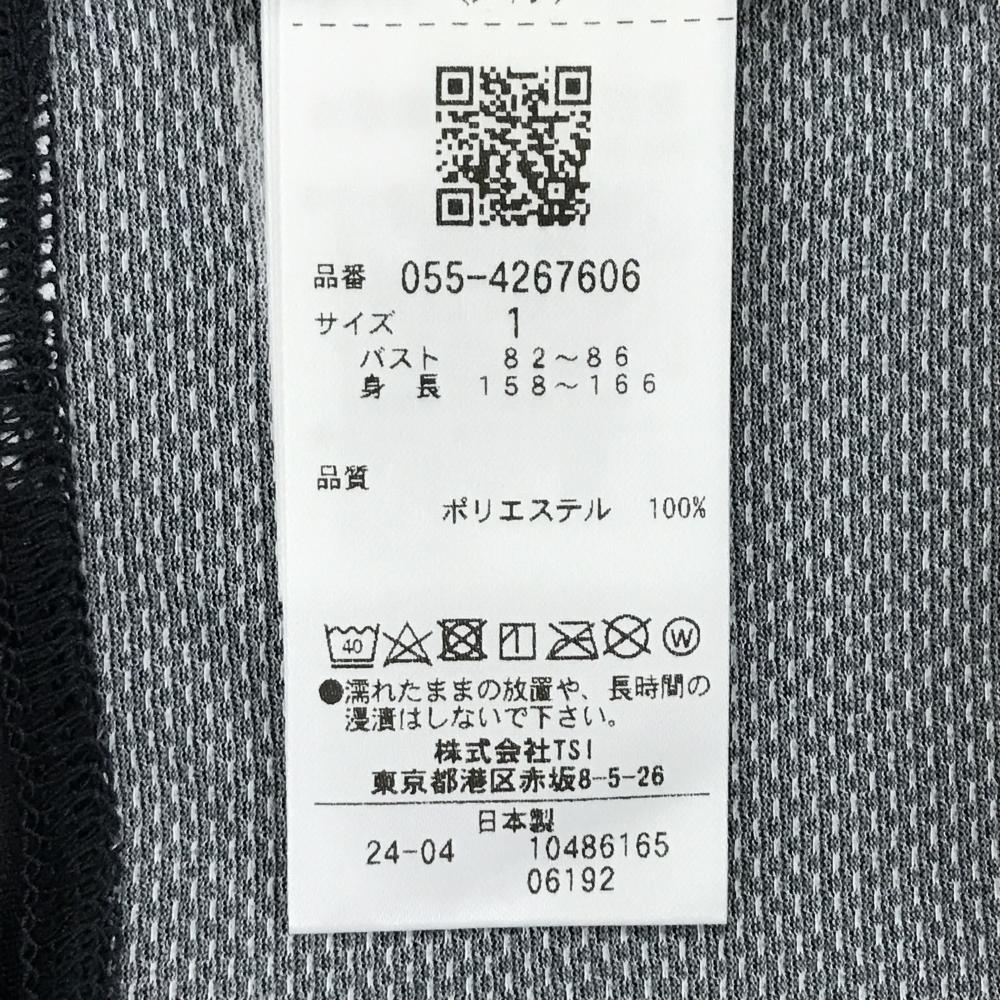 品番 055-4267606
サイズ 1
バスト 82~86
身長 158~166
品質
ポリエステル 100%
40 W
●濡れたままの放置や、長時間の
浸漬はしないで下さい。
株式会社TSI
東京都港区赤坂8-5-26
日本製
24-04 10486165
06192